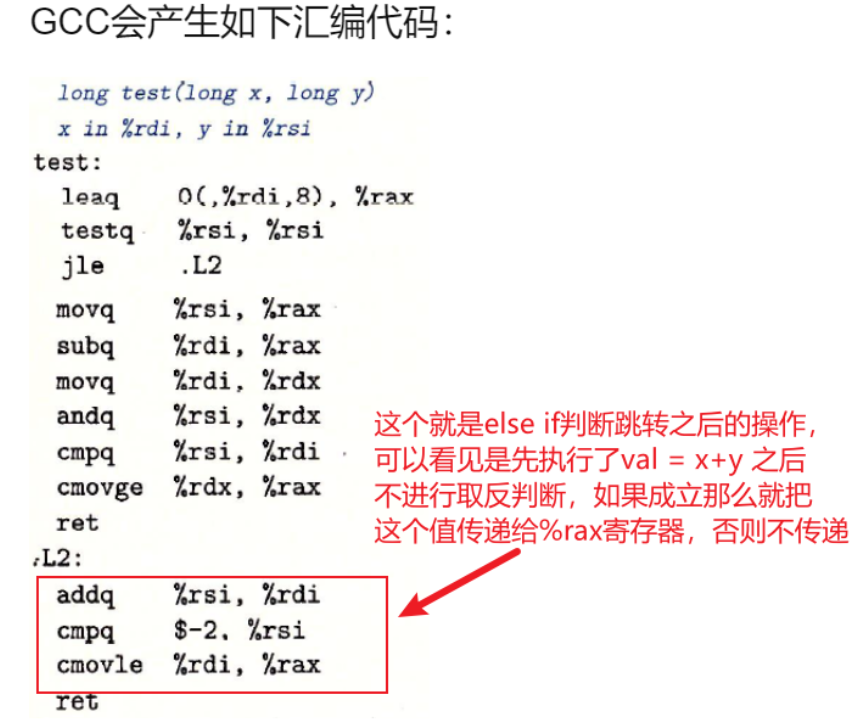 GCC会产生如下汇编代码：
long test(long x, long y)
x in %rdi, y in %rsi
test:
leaq 0(,%rdi,8), %rax
testq %rsi, %rsi
jle .L2
movq %rsi, %rax
subq %rdi, %rax
movq %rdi, %rdx
andq %rsi, %rdx
cmpq %rsi, %rdi
cmovge %rdx, %rax
ret
.L2:
addq %rsi, %rdi
cmpq $-2, %rsi
cmovle %rdi, %rax
ret
这个就是else if判断跳转之后的操作，
可以看见是先执行了val = x+y 之后
不进行取反判断，如果成立那么就把
这个值传递给%rax寄存器，否则不传递